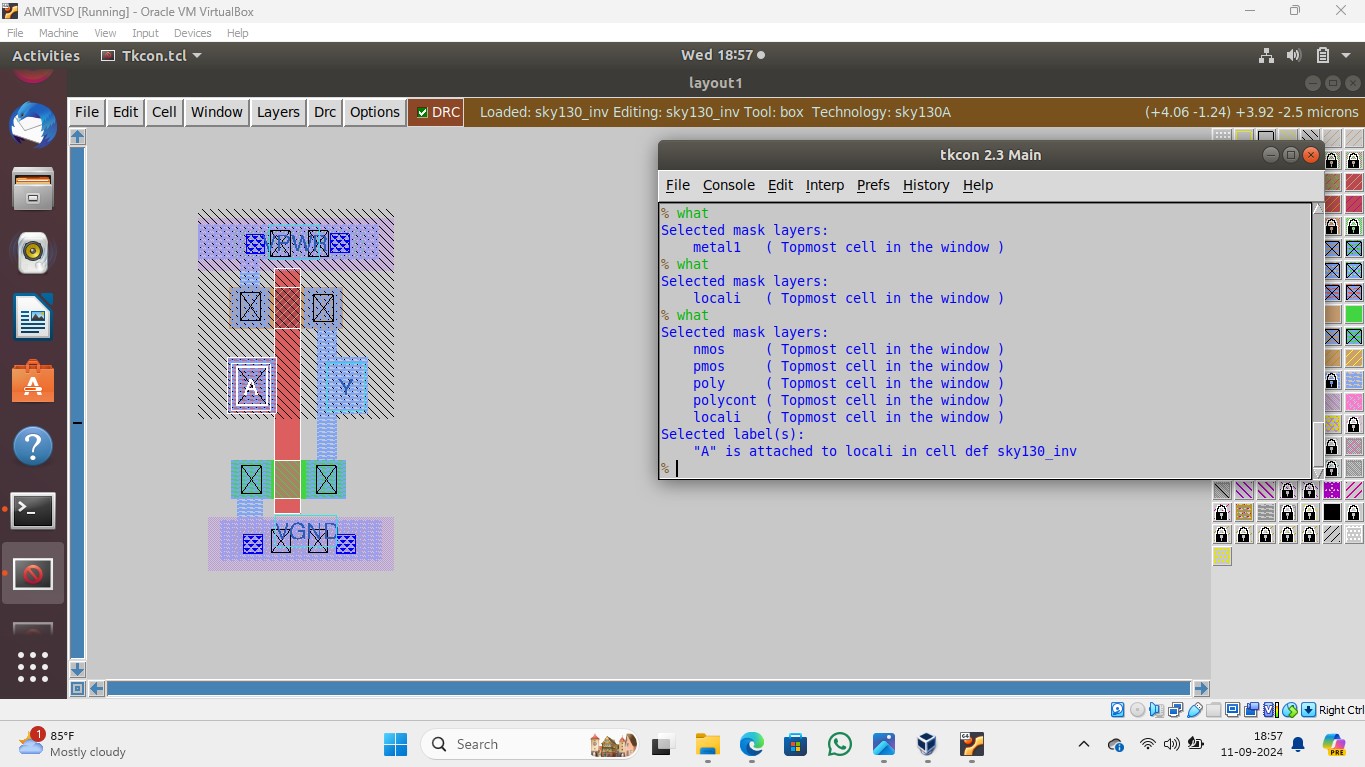 AMITVSD [Running] - Oracle VM VirtualBox
File Machine View Input Devices Help
Activities Tkcon.tcl Wed 18:57
layout1
File Edit Cell Window Layers Drc Options DRC Loaded: sky130_inv Editing: sky130_inv Tool: box Technology: sky130A (+4.06 -1.24) +3.92 -2.5 microns
tkcon 2.3 Main
File Console Edit Interp Prefs History Help
% what
Selected mask layers:
metal1 ( Topmost cell in the window )
% what
Selected mask layers:
locali ( Topmost cell in the window )
% what
Selected mask layers:
nmos ( Topmost cell in the window )
pmos ( Topmost cell in the window )
poly ( Topmost cell in the window )
polycont ( Topmost cell in the window )
locali ( Topmost cell in the window )
Selected label(s):
"A" is attached to locali in cell def sky130_inv
%
VPWR
A Y
VGND
Right Ctrl
1
85°F
Mostly cloudy
Search
64
PRE
18:57
11-09-2024